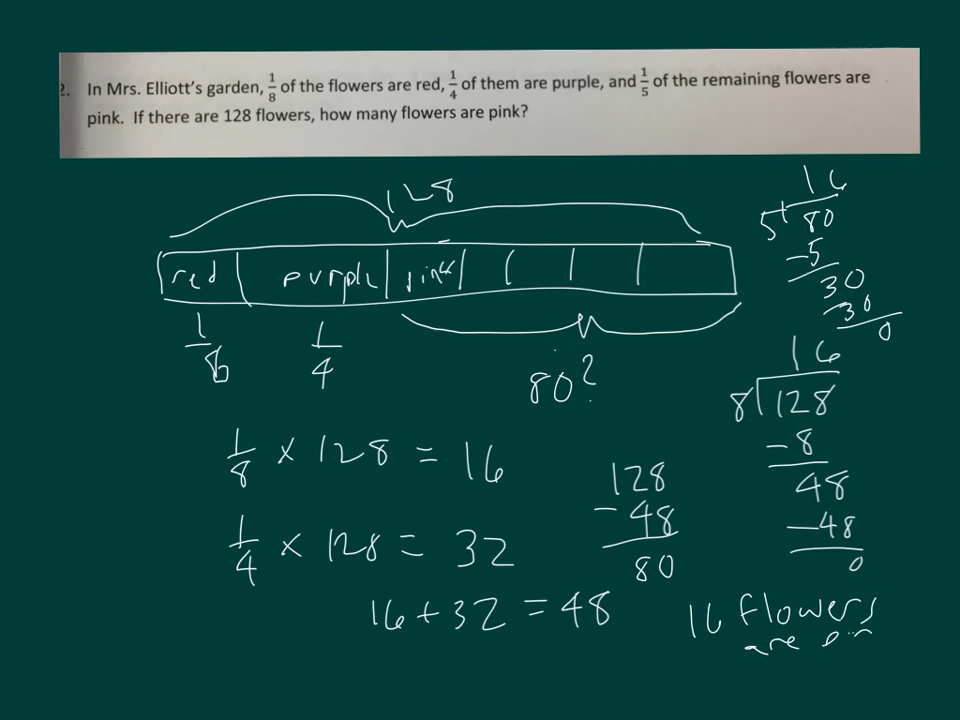 2. In Mrs. Elliott's garden, 1/8 of the flowers are red, 1/4 of them are purple, and 1/5 of the remaining flowers are
pink. If there are 128 flowers, how many flowers are pink?
128
red purple pink
1/8 1/4
80?
16
5 80
-5
30
-30
0
1/8 × 128 = 16
1/4 × 128 = 32
16 + 32 = 48
128
- 48
80
16
8 128
- 8
48
-48
0
16 flowers
are